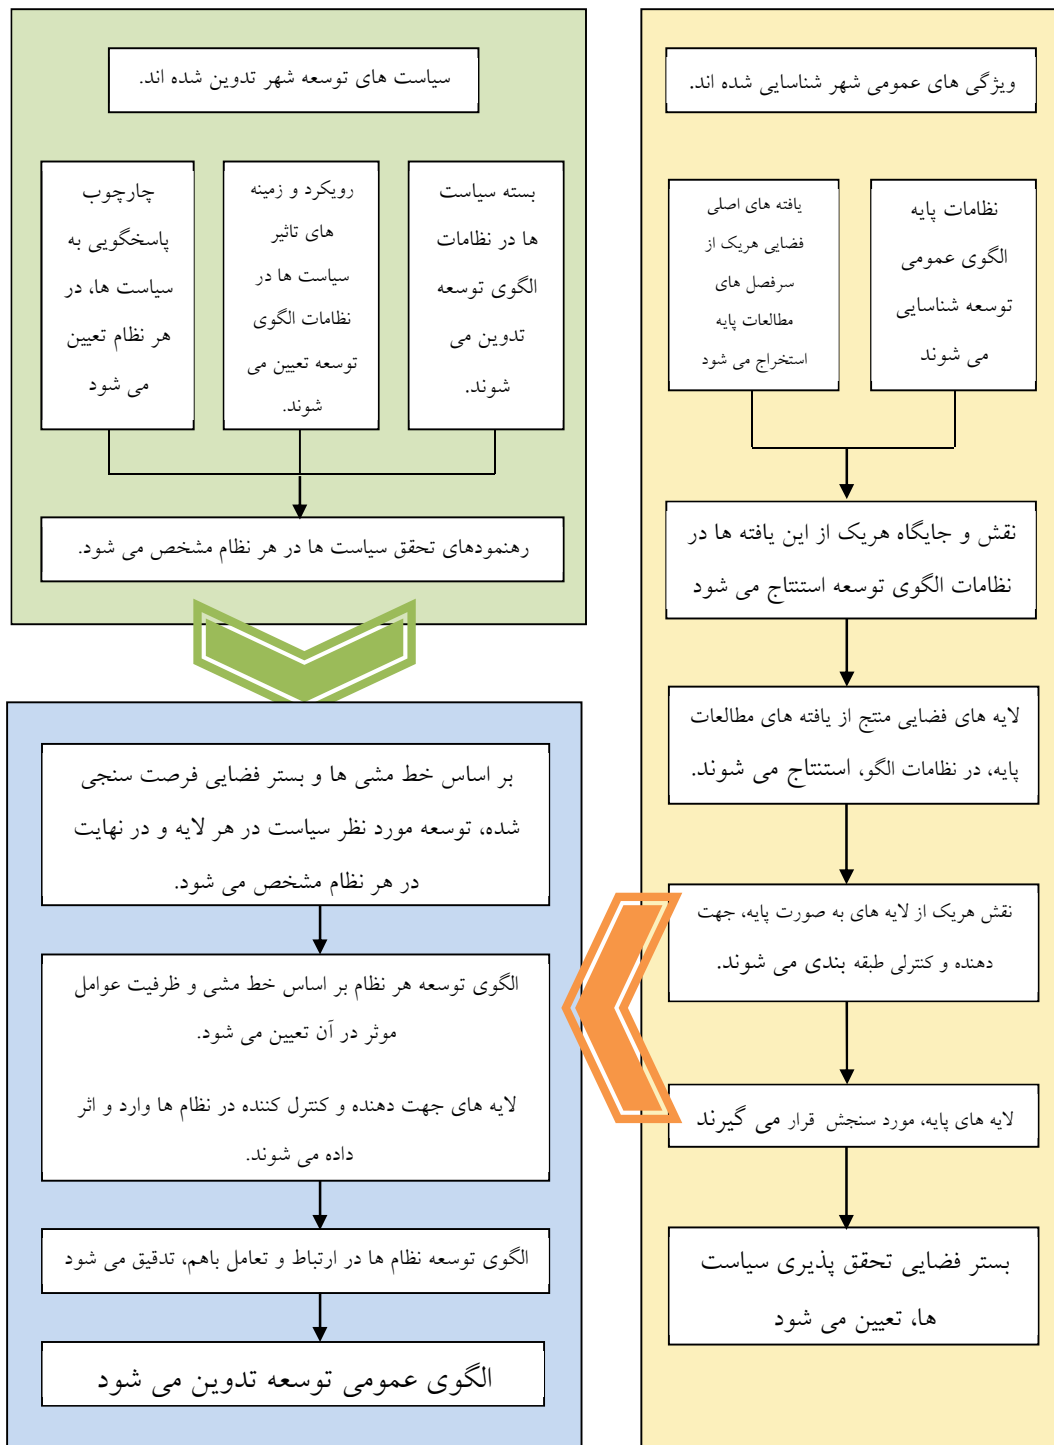 ویژگی های عمومی شهر شناسایی شده اند.
نظامات پایه
الگوی عمومی
توسعه شناسایی
می شوند
یافته های اصلی
فضایی هریک از
سرفصل های
مطالعات پایه
استخراج می شود
نقش و جایگاه هریک از این یافته ها در
نظامات الگوی توسعه استنتاج می شود
لایه های فضایی منتج از یافته های مطالعات
پایه، در نظامات الگو، استنتاج می شوند.
نقش هریک از لایه های به صورت پایه، جهت
دهنده و کنترلی طبقه بندی می شوند.
لایه های پایه، مورد سنجش قرار می گیرند
بستر فضایی تحقق پذیری سیاست
ها، تعیین می شود
سیاست های توسعه شهر تدوین شده اند.
بسته سیاست
ها در نظامات
الگوی توسعه
تدوین می
شوند.
رویکرد و زمینه
های تاثیر
سیاست ها در
نظامات الگوی
توسعه تعیین می
شوند.
چارچوب
پاسخگویی به
سیاست ها، در
هر نظام تعیین
می شود
رهنمودهای تحقق سیاست ها در هر نظام مشخص می شود.
بر اساس خط مشی ها و بستر فضایی فرصت سنجی
شده، توسعه مورد نظر سیاست در هر لایه و در نهایت
در هر نظام مشخص می شود.
الگوی توسعه هر نظام بر اساس خط مشی و ظرفیت عوامل
موثر در آن تعیین می شود.
لایه های جهت دهنده و کنترل کننده در نظام ها وارد و اثر
داده می شوند.
الگوی توسعه نظام ها در ارتباط و تعامل باهم، تدقیق می شود
الگوی عمومی توسعه تدوین می شود